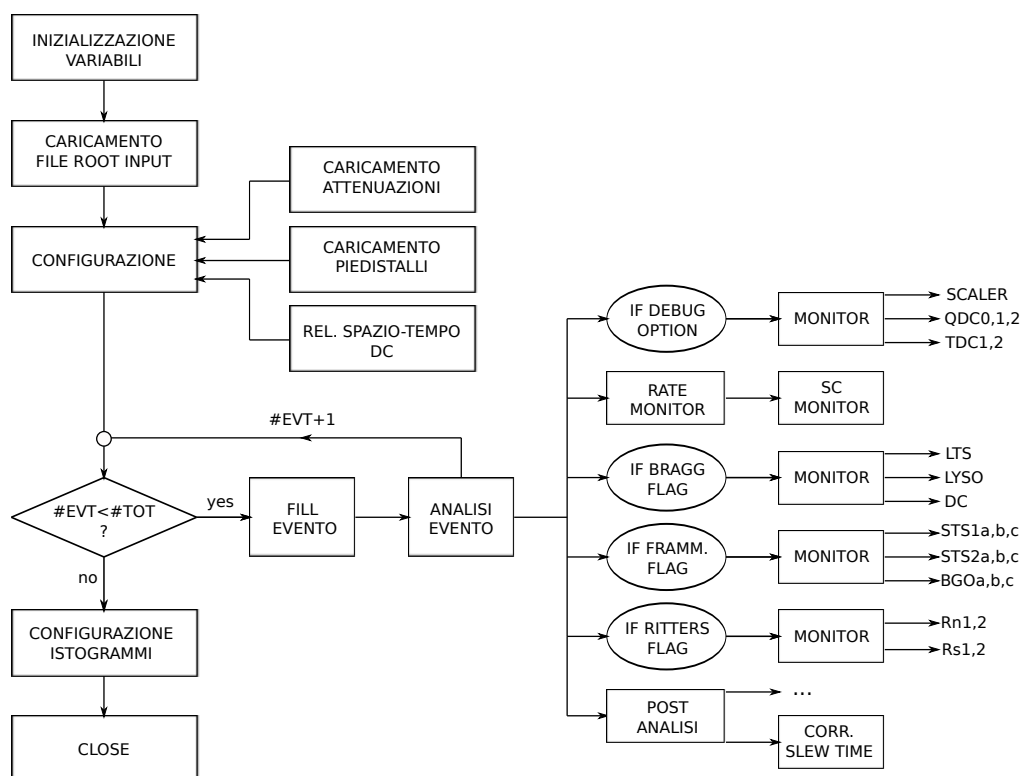 INIZIALIZZAZIONE
VARIABILI
CARICAMENTO
FILE ROOT INPUT
CONFIGURAZIONE
CARICAMENTO
ATTENUAZIONI
CARICAMENTO
PIEDISTALLI
REL. SPAZIO-TEMPO
DC
#EVT+1
#EVT<#TOT
?
yes
no
FILL
EVENTO
ANALISI
EVENTO
CONFIGURAZIONE
ISTOGRAMMI
CLOSE
IF DEBUG
OPTION
MONITOR
SCALER
QDC0,1,2
TDC1,2
RATE
MONITOR
SC
MONITOR
IF BRAGG
FLAG
MONITOR
LTS
LYSO
DC
IF FRAMM.
FLAG
MONITOR
STS1a,b,c
STS2a,b,c
BGOa,b,c
IF RITTERS
FLAG
MONITOR
Rn1,2
Rs1,2
POST
ANALISI
...
CORR.
SLEW TIME